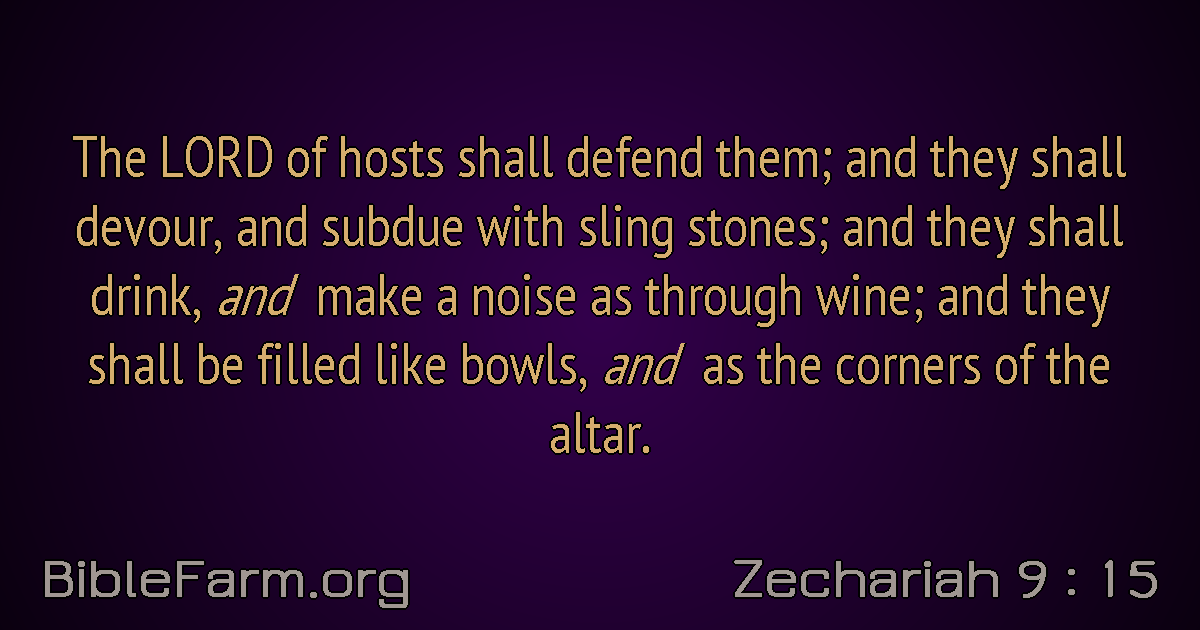 The LORD of hosts shall defend them; and they shall
devour, and subdue with sling stones; and they shall
drink, and make a noise as through wine; and they
shall be filled like bowls, and as the corners of the
altar.
BibleFarm.org
Zechariah 9 : 15